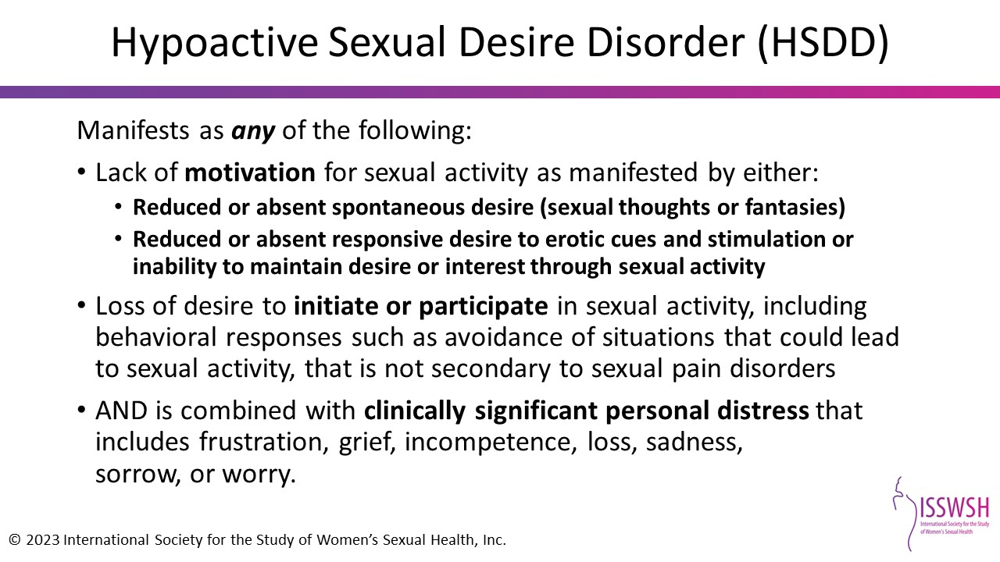 Hypoactive Sexual Desire Disorder (HSDD)
Manifests as any of the following:
• Lack of motivation for sexual activity as manifested by either:
• Reduced or absent spontaneous desire (sexual thoughts or fantasies)
• Reduced or absent responsive desire to erotic cues and stimulation or
inability to maintain desire or interest through sexual activity
• Loss of desire to initiate or participate in sexual activity, including
behavioral responses such as avoidance of situations that could lead
to sexual activity, that is not secondary to sexual pain disorders
• AND is combined with clinically significant personal distress that
includes frustration, grief, incompetence, loss, sadness,
sorrow, or worry.
ISSWSH
International Society for the Study
of Women's Sexual Health
© 2023 International Society for the Study of Women's Sexual Health, Inc.